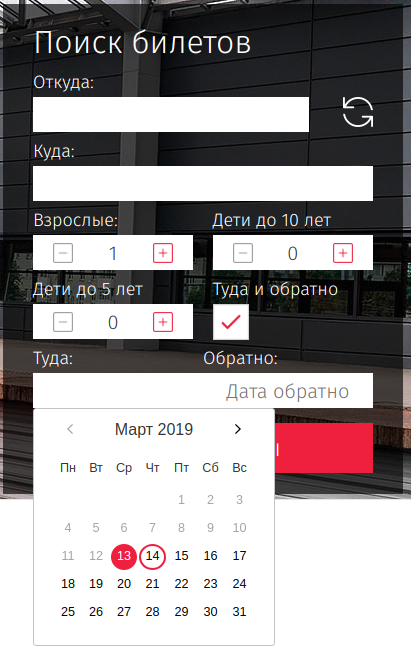 Поиск билетов
Откуда:
Куда:
Взрослые: Дети до 10 лет
1 0
Дети до 5 лет Туда и обратно
0
Туда: Обратно:
Дата обратно
Март 2019
Пн Вт Ср Чт Пт Сб Вс
1 2 3
4 5 6 7 8 9 10
11 12 13 14 15 16 17
18 19 20 21 22 23 24
25 26 27 28 29 30 31